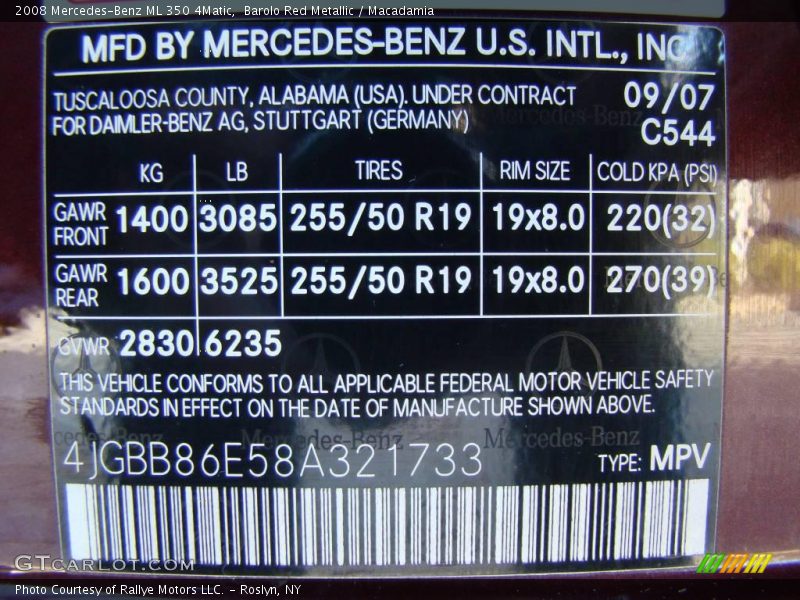 2008 Mercedes-Benz ML 350 4Matic, Barolo Red Metallic / Macadamia
MFD BY MERCEDES-BENZ U.S. INTL., INC
TUSCALOOSA COUNTY, ALABAMA (USA). UNDER CONTRACT 09/07
FOR DAIMLER-BENZ AG, STUTTGART (GERMANY) C544
KG LB TIRES RIM SIZE COLD KPA (PSI)
GAWR FRONT 1400 3085 255/50 R19 19x8.0 220(32)
GAWR REAR 1600 3525 255/50 R19 19x8.0 270(39)
GVWR 2830 6235
THIS VEHICLE CONFORMS TO ALL APPLICABLE FEDERAL MOTOR VEHICLE SAFETY
STANDARDS IN EFFECT ON THE DATE OF MANUFACTURE SHOWN ABOVE.
4JGBB86E58A321733 TYPE: MPV
GTCARLOT.COM
Photo Courtesy of Rallye Motors LLC. - Roslyn, NY